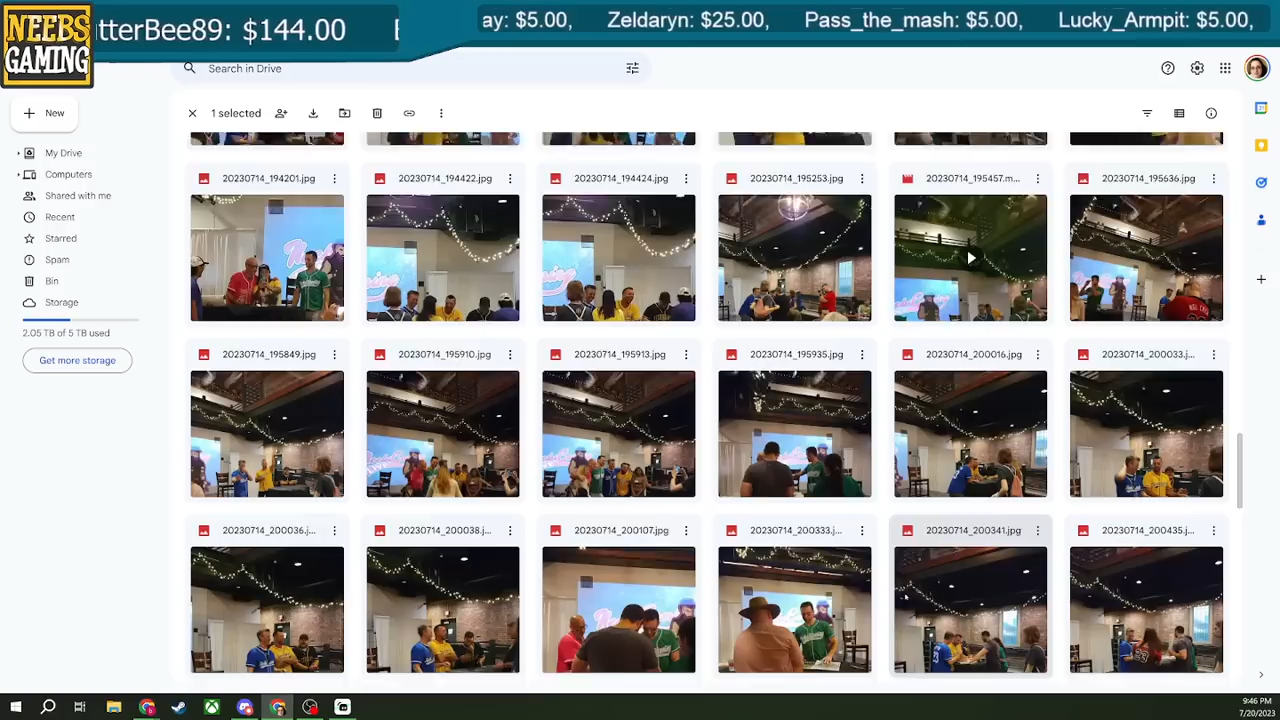 NEEBS
GAMING
tterBee89: $144.00
ay: $5.00, Zeldaryn: $25.00, Pass_the_mash: $5.00, Lucky_Armpit: $5.00,
Search in Drive
New
1 selected
My Drive
Computers
Shared with me
Recent
Starred
Spam
Bin
Storage
2.05 TB of 5 TB used
Get more storage
20230714_194201.jpg
20230714_194422.jpg
20230714_194424.jpg
20230714_195253.jpg
20230714_195457.m...
20230714_195636.jpg
20230714_195849.jpg
20230714_195910.jpg
20230714_195913.jpg
20230714_195935.jpg
20230714_200016.jpg
20230714_200033.j...
20230714_200036.j...
20230714_200038.j...
20230714_200107.jpg
20230714_200333.jpg
20230714_200341.jpg
20230714_200435.j...
9:46 PM
7/20/2023